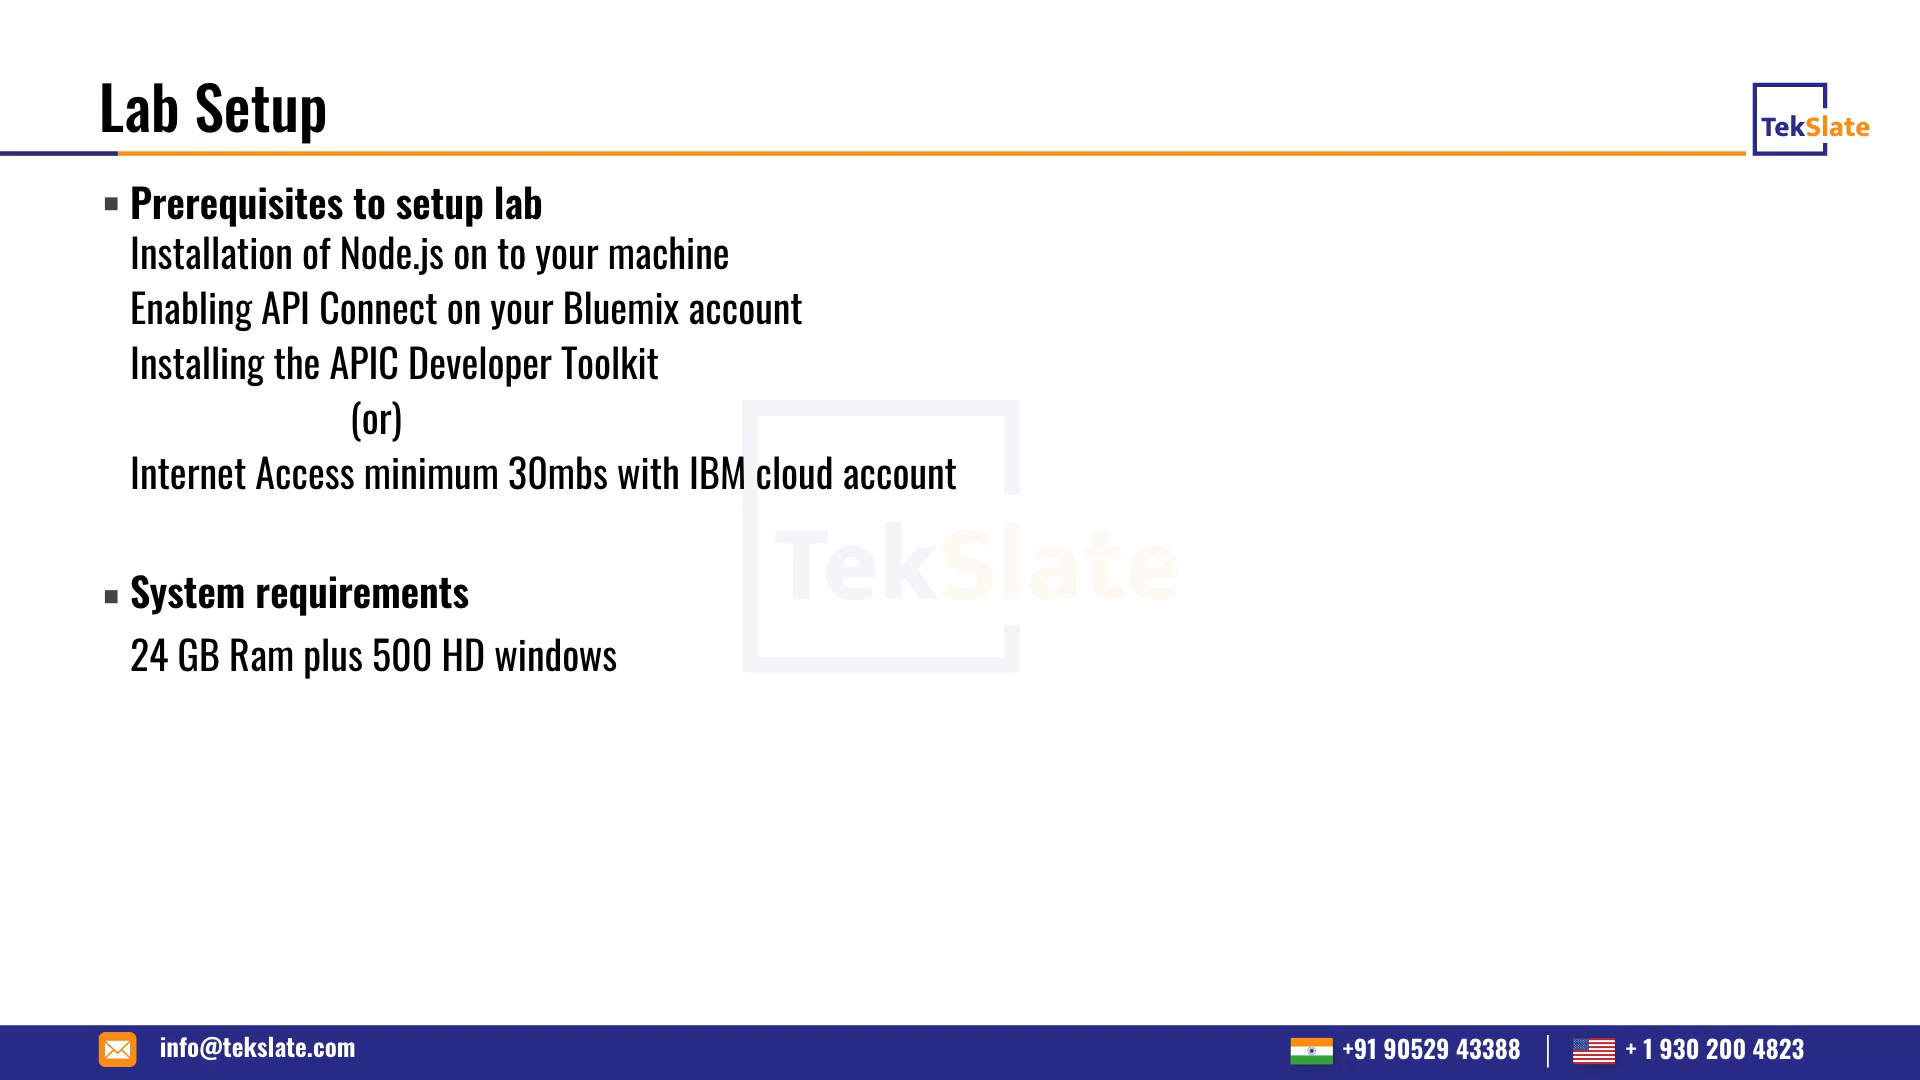 Lab Setup
TekSlate
Prerequisites to setup lab
Installation of Node.js on to your machine
Enabling API Connect on your Bluemix account
Installing the APIC Developer Toolkit
(or)
Internet Access minimum 30mbs with IBM cloud account
TekSlate
System requirements
24 GB Ram plus 500 HD windows
info@tekslate.com
+91 90529 43388
+ 1 930 200 4823